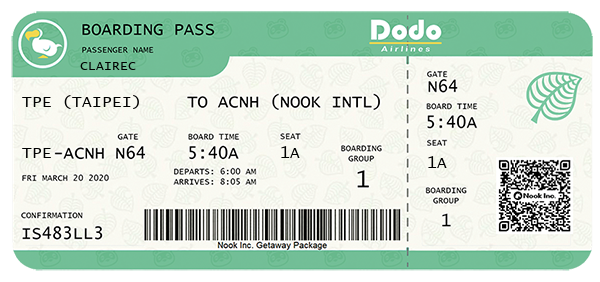 BOARDING PASS
PASSENGER NAME
CLAIREC
Dodo
Airlines
TPE (TAIPEI) TO ACNH (NOOK INTL)
GATE BOARD TIME SEAT
TPE-ACNH N64 5:40A 1A
BOARDING
GROUP
1
FRI MARCH 20 2020
DEPARTS: 6:00 AM
ARRIVES: 8:05 AM
CONFIRMATION
IS483LL3
Nook Inc. Getaway Package
GATE
N64
BOARD TIME
5:40A
SEAT
1A
BOARDING
GROUP
1
Nook Inc.